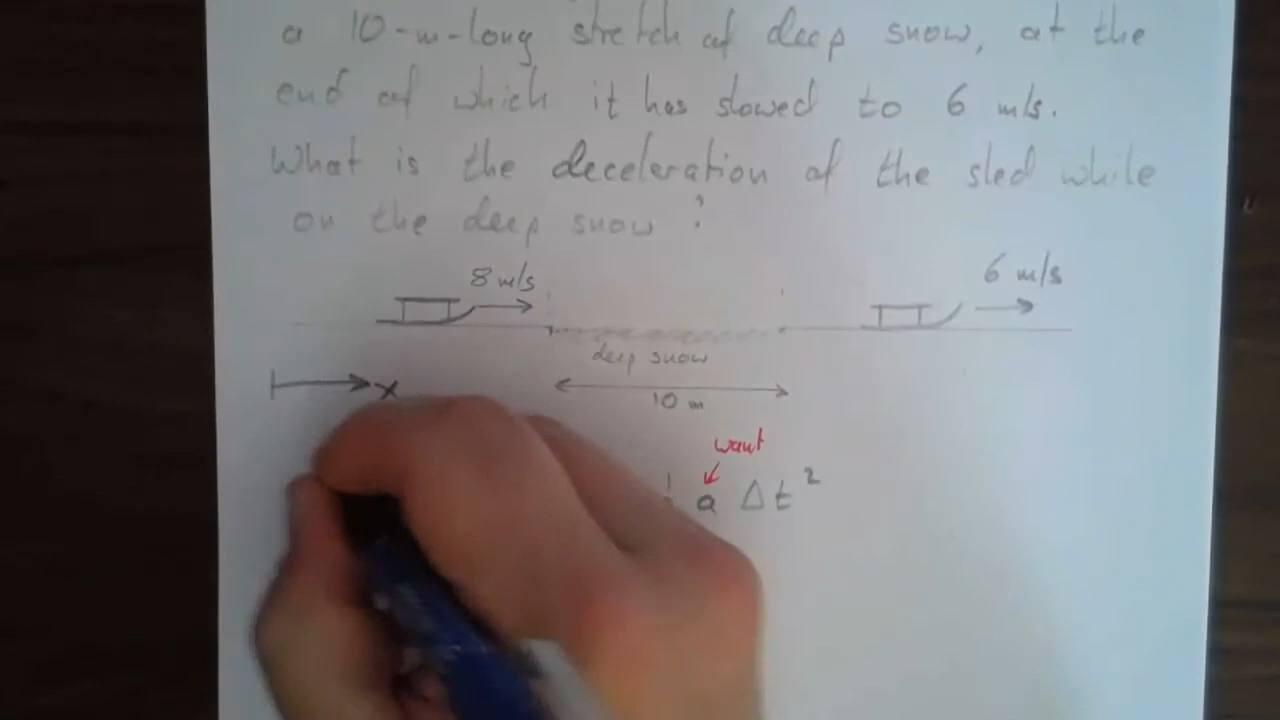 a 10-m-long stretch of deep snow, at the
end of which it has slowed to 6 m/s.
What is the deceleration of the sled while
on the deep snow?
8 m/s
6 m/s
deep snow
x
10 m
want
a Δt²